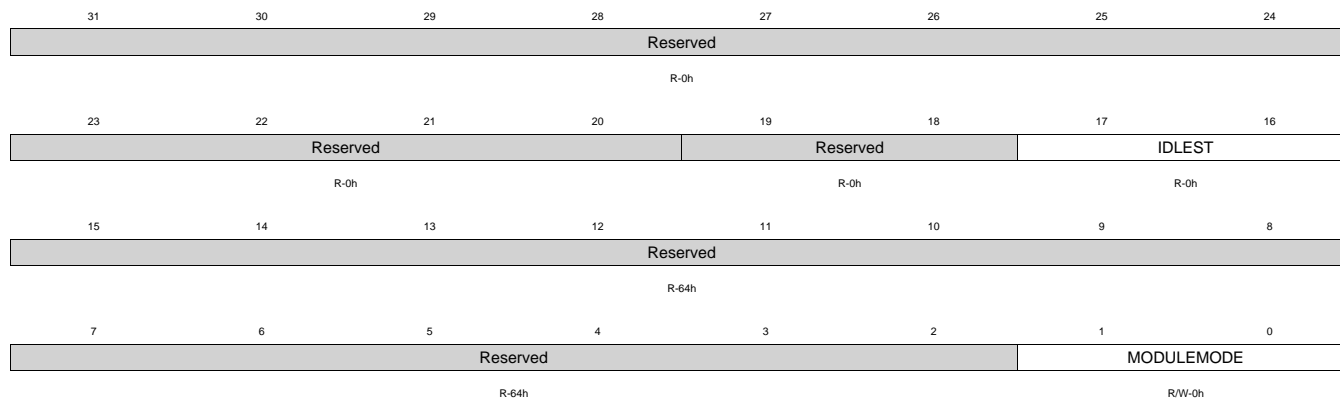 31 30 29 28 27 26 25 24
Reserved
R-0h
23 22 21 20 19 18 17 16
Reserved Reserved IDLEST
R-0h R-0h R-0h
15 14 13 12 11 10 9 8
Reserved
R-64h
7 6 5 4 3 2 1 0
Reserved MODULEMODE
R-64h R/W-0h